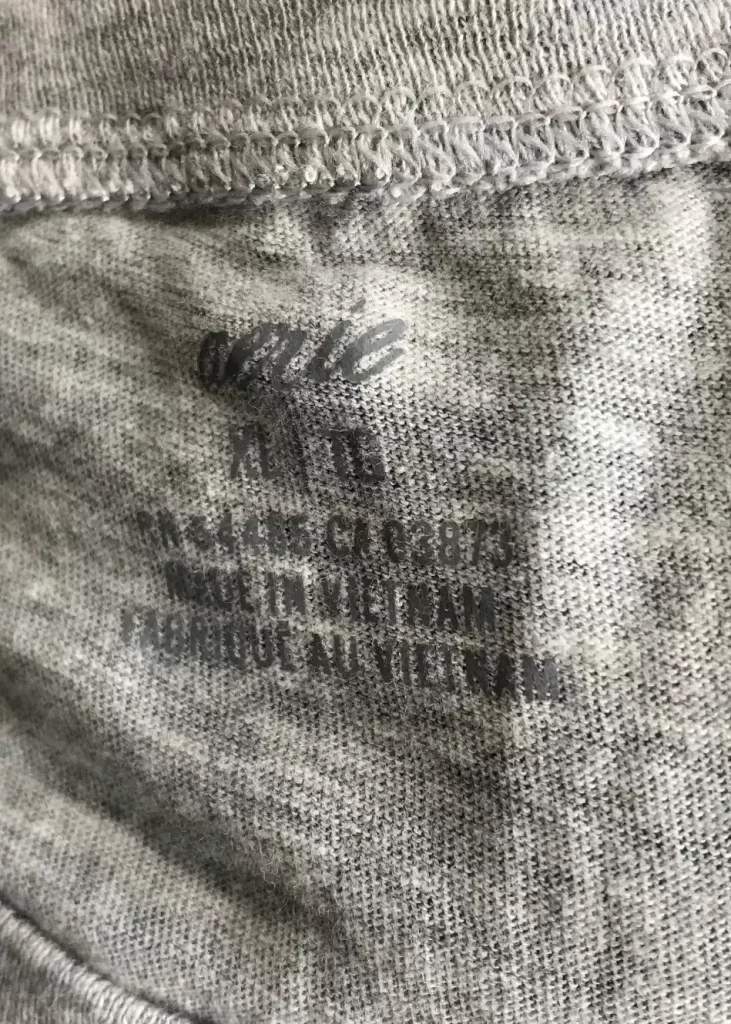 aerie
XL | TG
RN 54485 CA 03873
MADE IN VIETNAM
FABRIQUÉ AU VIETNAM